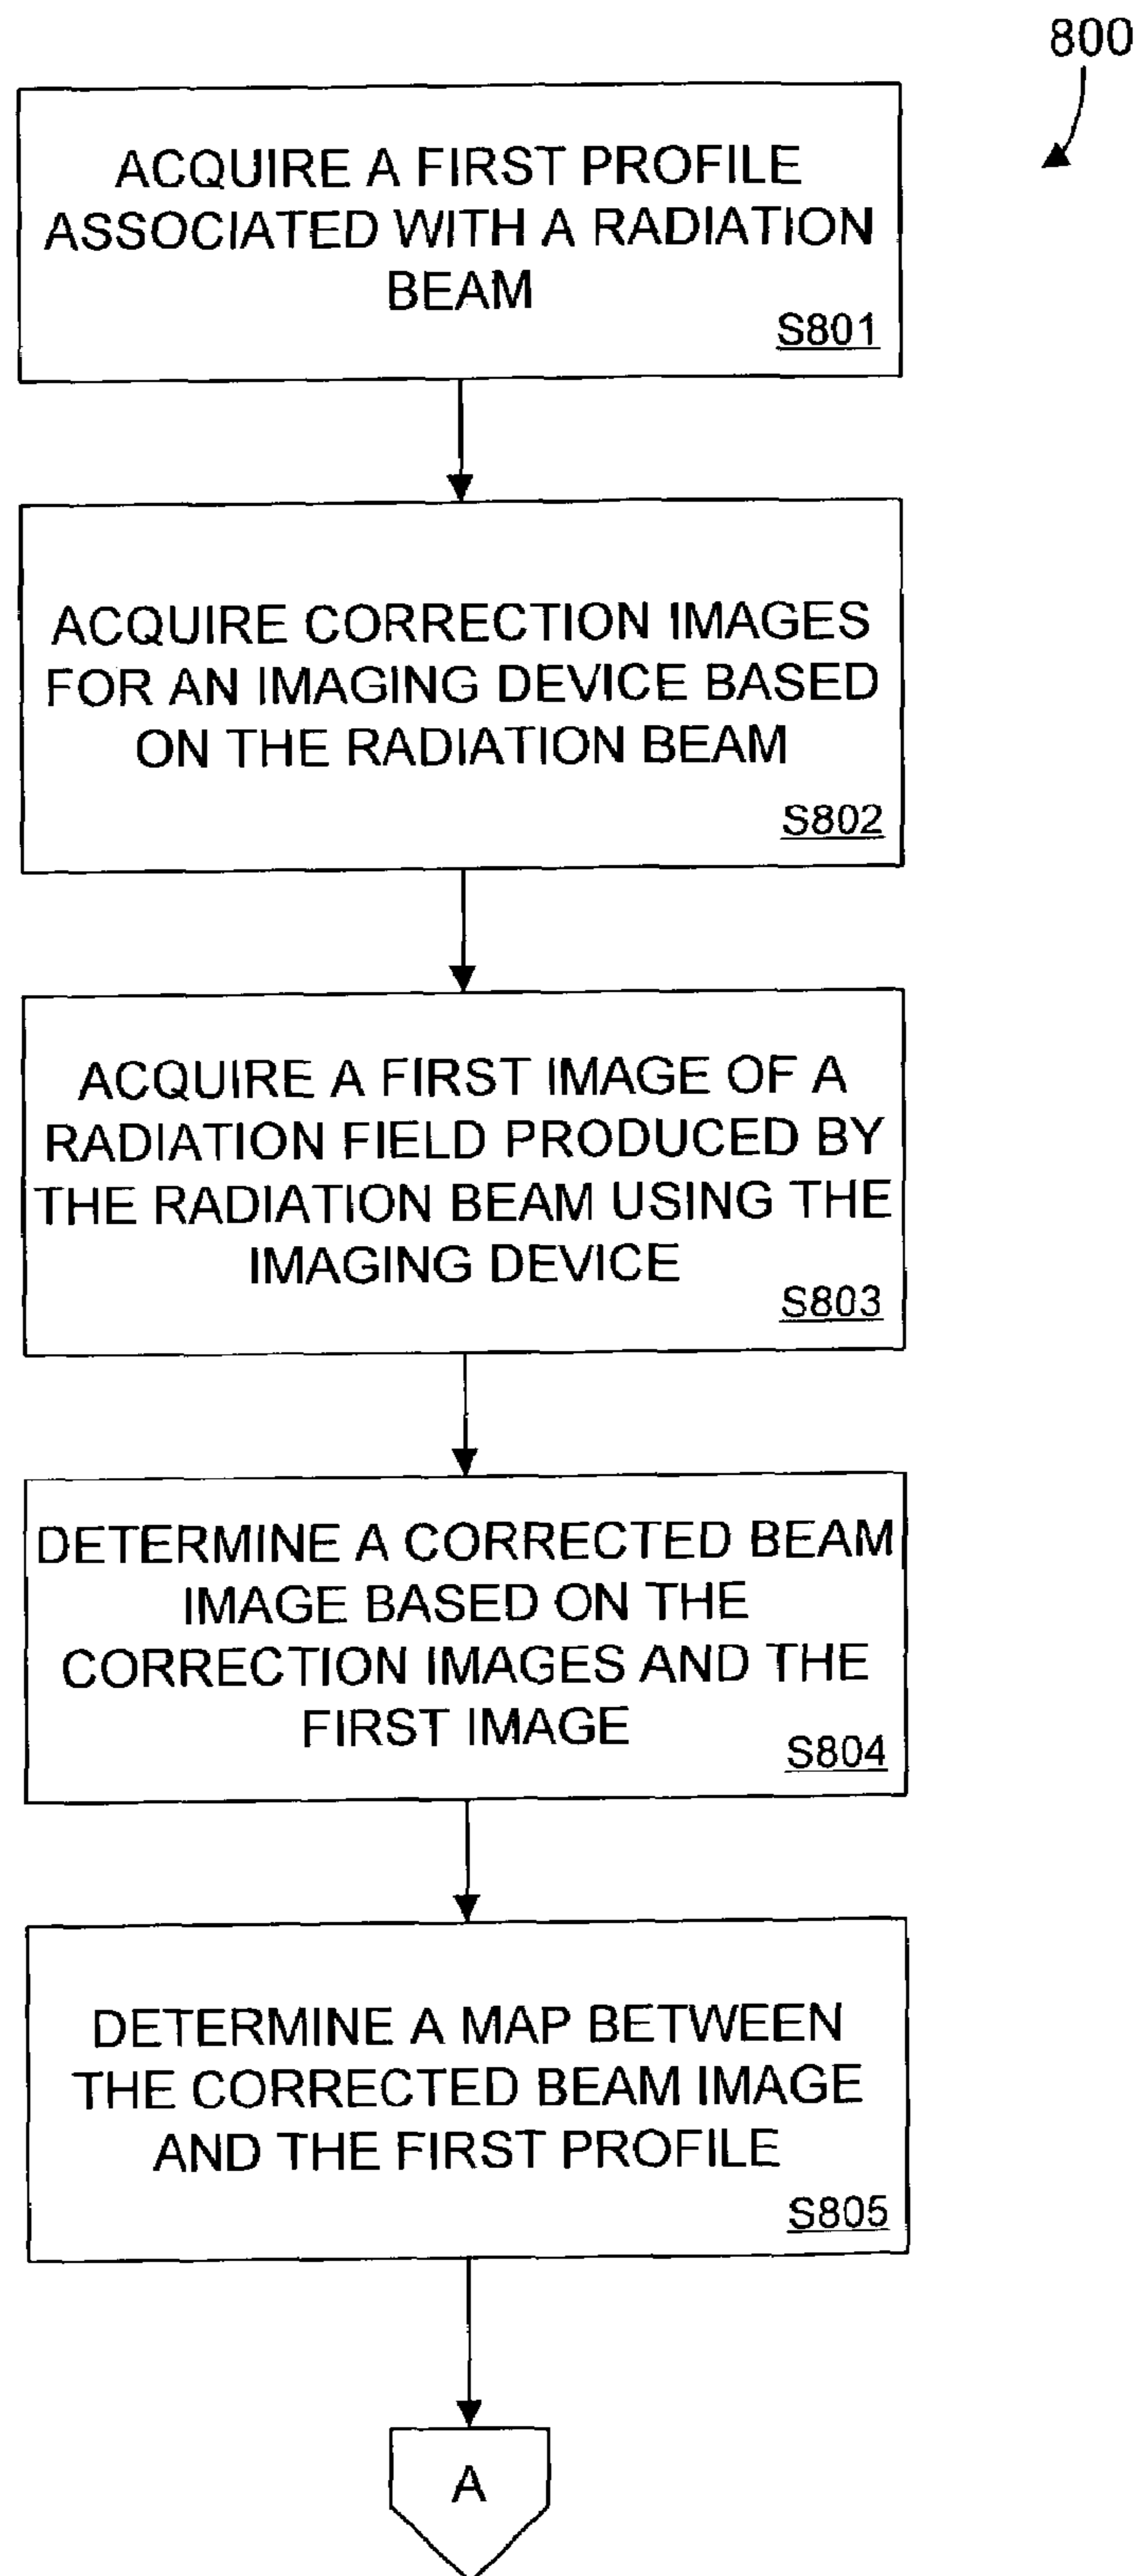 800
ACQUIRE A FIRST PROFILE
ASSOCIATED WITH A RADIATION
BEAM
S801
ACQUIRE CORRECTION IMAGES
FOR AN IMAGING DEVICE BASED
ON THE RADIATION BEAM
S802
ACQUIRE A FIRST IMAGE OF A
RADIATION FIELD PRODUCED BY
THE RADIATION BEAM USING THE
IMAGING DEVICE
S803
DETERMINE A CORRECTED BEAM
IMAGE BASED ON THE
CORRECTION IMAGES AND THE
FIRST IMAGE
S804
DETERMINE A MAP BETWEEN
THE CORRECTED BEAM IMAGE
AND THE FIRST PROFILE
S805
A